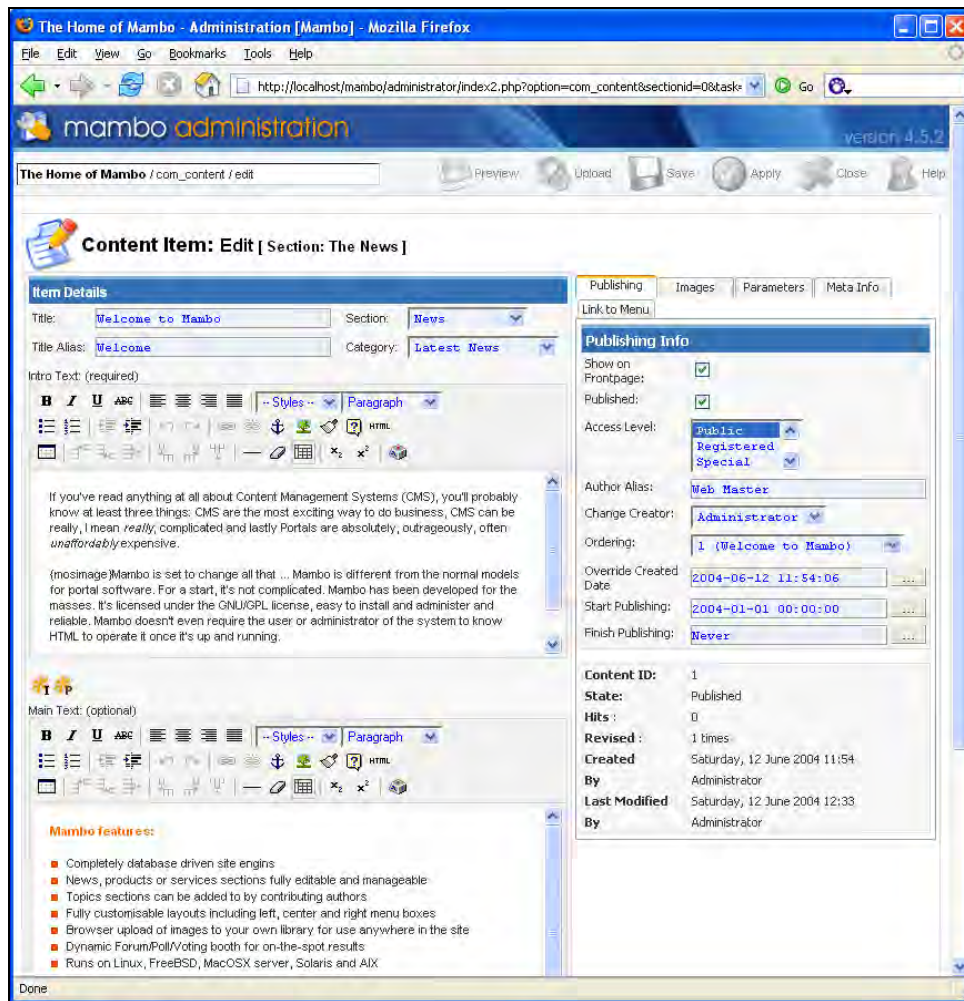 The Home of Mambo - Administration [Mambo] - Mozilla Firefox
File Edit View Go Bookmarks Tools Help
http://localhost/mambo/administrator/index2.php?option=com_content&sectionid=0&task= Go
mambo administration
version 4.5.2
The Home of Mambo / com_content / edit
Preview Upload Save Apply Close Help
Content Item: Edit [ Section: The News ]
Item Details
Title: Welcome to Mambo Section: News
Title Alias: Welcome Category: Latest News
Intro Text: (required)
B I U ABC -- Styles -- Paragraph
HTML
If you've read anything at all about Content Management Systems (CMS), you'll probably
know at least three things: CMS are the most exciting way to do business, CMS can be
really, I mean really, complicated and lastly Portals are absolutely, outrageously, often
unaffordably expensive.
{mosimage}Mambo is set to change all that ... Mambo is different from the normal models
for portal software. For a start, it's not complicated. Mambo has been developed for the
masses. It's licensed under the GNU/GPL license, easy to install and administer and
reliable. Mambo doesn't even require the user or administrator of the system to know
HTML to operate it once it's up and running.
I P
Main Text: (optional)
B I U ABC -- Styles -- Paragraph
HTML
Mambo features:
Completely database driven site engins
News, products or services sections fully editable and manageable
Topics sections can be added to by contributing authors
Fully customisable layouts including left, center and right menu boxes
Browser upload of images to your own library for use anywhere in the site
Dynamic Forum/Poll/Voting booth for on-the-spot results
Runs on Linux, FreeBSD, MacOSX server, Solaris and AIX
Publishing Images Parameters Meta Info
Link to Menu
Publishing Info
Show on
Frontpage:
Published:
Access Level: Public
Registered
Special
Author Alias: Web Master
Change Creator: Administrator
Ordering: 1 (Welcome to Mambo)
Override Created
Date 2004-06-12 11:54:06 ...
Start Publishing: 2004-01-01 00:00:00 ...
Finish Publishing: Never ...
Content ID: 1
State: Published
Hits : 0
Revised : 1 times
Created Saturday, 12 June 2004 11:54
By Administrator
Last Modified Saturday, 12 June 2004 12:33
By Administrator
Done